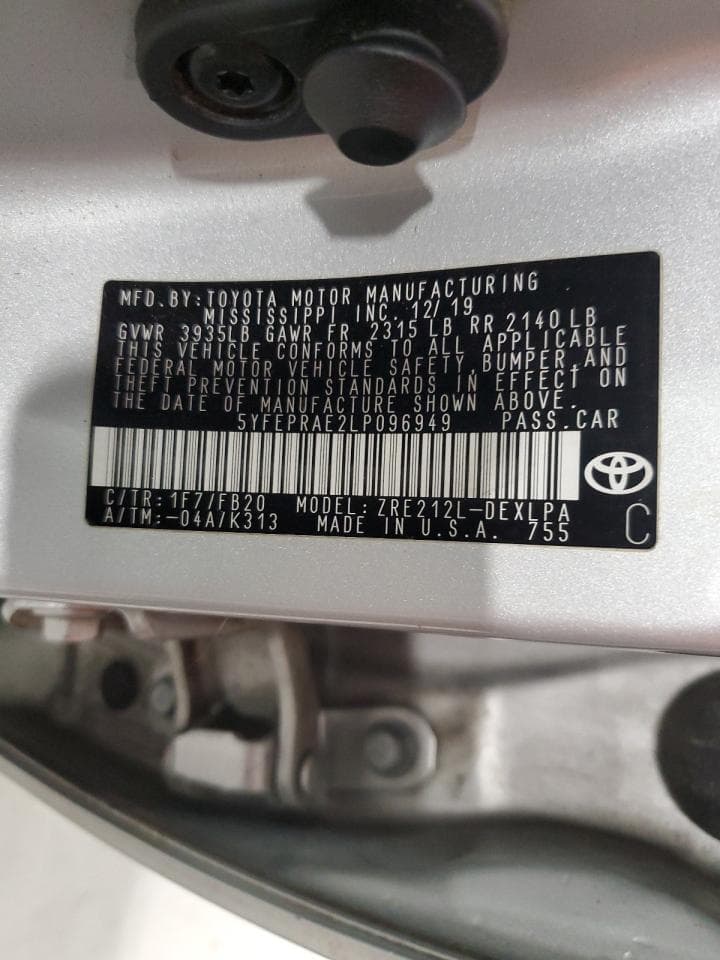 MFD.BY:TOYOTA MOTOR MANUFACTURING
MISSISSIPPI INC. 12/19
GVWR 3935LB GAWR FR 2315 LB RR 2140 LB
THIS VEHICLE CONFORMS TO ALL APPLICABLE
FEDERAL MOTOR VEHICLE SAFETY,BUMPER,AND
THEFT PREVENTION STANDARDS IN EFFECT ON
THE DATE OF MANUFACTURE SHOWN ABOVE.
5YFEPRAE2LP096949 PASS.CAR
C/TR: 1F7/FB20 MODEL: ZRE212L-DEXLPA
A/TM:-04A/K313 MADE IN U.S.A. 755 C